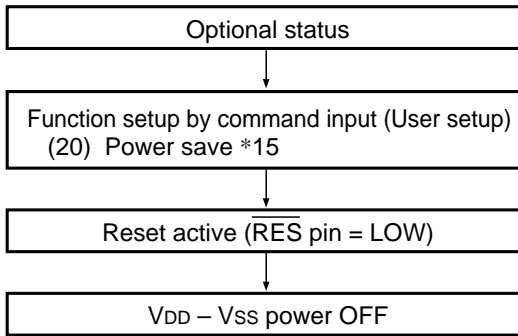 Optional status
Function setup by command input (User setup)
(20) Power save *15
Reset active (R̅E̅S̅ pin = LOW)
VDD – VSS power OFF